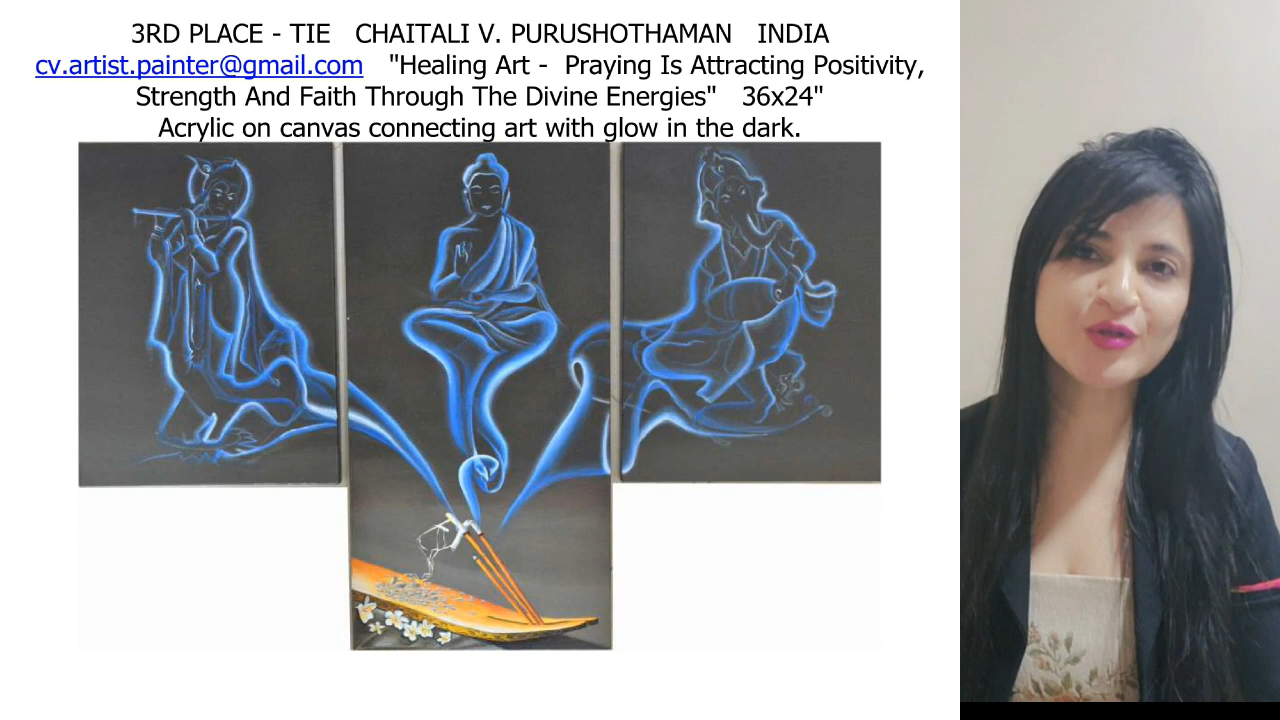 3RD PLACE - TIE CHAITALI V. PURUSHOTHAMAN INDIA
cv.artist.painter@gmail.com "Healing Art - Praying Is Attracting Positivity,
Strength And Faith Through The Divine Energies" 36x24"
Acrylic on canvas connecting art with glow in the dark.